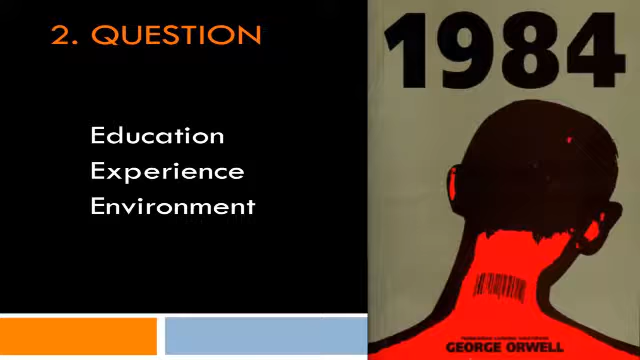 2. QUESTION
Education
Experience
Environment
1984
GEORGE ORWELL